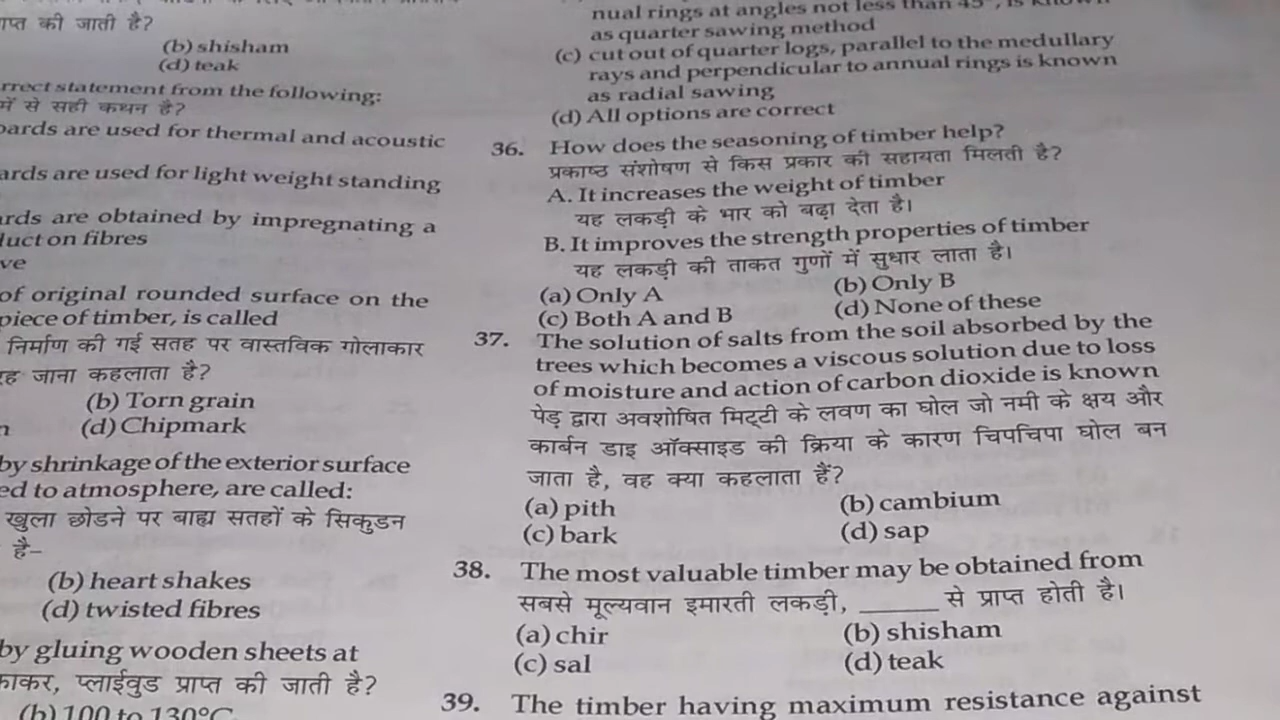 प्त की जाती है?
(b) shisham
(d) teak
rrect statement from the following:
में से सही कथन है?
oards are used for thermal and acoustic
ards are used for light weight standing
ards are obtained by impregnating a
duct on fibres
ve
of original rounded surface on the
piece of timber, is called
निर्माण की गई सतह पर वास्तविक गोलाकार
रह जाना कहलाता है?
(b) Torn grain
n (d) Chipmark
by shrinkage of the exterior surface
ed to atmosphere, are called:
खुला छोडने पर बाह्य सतहों के सिकुडन
है–
(b) heart shakes
(d) twisted fibres
by gluing wooden sheets at
काकर, प्लाईवुड प्राप्त की जाती है?
(b) 100 to 130°C
nual rings at angles not less than 45°, is known
as quarter sawing method
(c) cut out of quarter logs, parallel to the medullary
rays and perpendicular to annual rings is known
as radial sawing
(d) All options are correct
36. How does the seasoning of timber help?
प्रकाष्ठ संशोषण से किस प्रकार की सहायता मिलती है?
A. It increases the weight of timber
यह लकड़ी के भार को बढ़ा देता है।
B. It improves the strength properties of timber
यह लकड़ी की ताकत गुणों में सुधार लाता है।
(a) Only A (b) Only B
(c) Both A and B (d) None of these
37. The solution of salts from the soil absorbed by the
trees which becomes a viscous solution due to loss
of moisture and action of carbon dioxide is known
पेड़ द्वारा अवशोषित मिट्टी के लवण का घोल जो नमी के क्षय और
कार्बन डाइ ऑक्साइड की क्रिया के कारण चिपचिपा घोल बन
जाता है, वह क्या कहलाता हैं?
(a) pith (b) cambium
(c) bark (d) sap
38. The most valuable timber may be obtained from
सबसे मूल्यवान इमारती लकड़ी, ______ से प्राप्त होती है।
(a) chir (b) shisham
(c) sal (d) teak
39. The timber having maximum resistance against